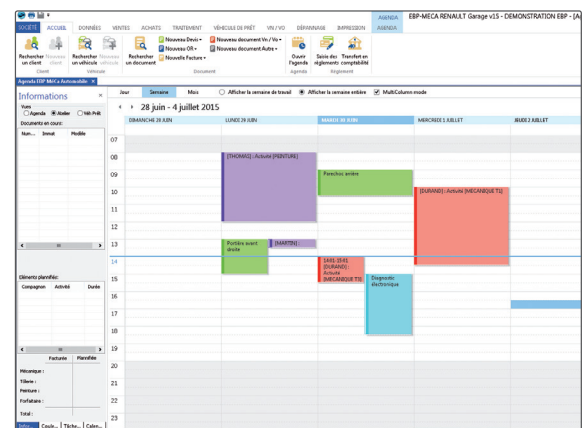 AGENDA EBP-MECA RENAULT Garage v15 - DEMONSTRATION EBP - [A
SOCIÉTÉ ACCUEIL DONNÉES VENTES ACHATS TRAITEMENT VÉHICULE DE PRÊT VN / VO DÉPANNAGE IMPRESSION AGENDA
Rechercher un client
Nouveau client
Rechercher un véhicule
Nouveau véhicule
Rechercher un document
Nouveau Devis
Nouveau OR
Nouvelle Facture
Nouveau document Vn / Vo
Nouveau document Autre
Ouvrir l'agenda
Saisie des règlements
Transfert en comptabilité
Client Véhicule Document Agenda Règlement
Agenda EBP MéCa Automobile ×
Informations ×
Jour Semaine Mois Afficher la semaine de travail Afficher la semaine entière MultiColumn mode
Vues
Agenda Atelier Véh Prêt
Documents en cours:
Num... Immat Modèle
28 juin - 4 juillet 2015
DIMANCHE 28 JUIN LUNDI 29 JUIN MARDI 30 JUIN MERCREDI 1 JUILLET JEUDI 2 JUILLET
07
08
[THOMAS] : Activité [PEINTURE]
09
Parechoc arrière
10
[DURAND] : Activité [MECANIQUE T1]
11
12
13
Portière avant droite
[MARTIN] :
14
14:01-15:01
[DURAND] :
Activité
[MECANIQUE T3]
15
Diagnostic électronique
16
17
18
19
20
21
22
23
Eléments plannifiés:
Compagnon Activité Durée
Facturée Plannifiée
Mécanique :
Tôlerie :
Peinture :
Forfaitaire :
Total :
Infor... Coule... Tâche... Calen...